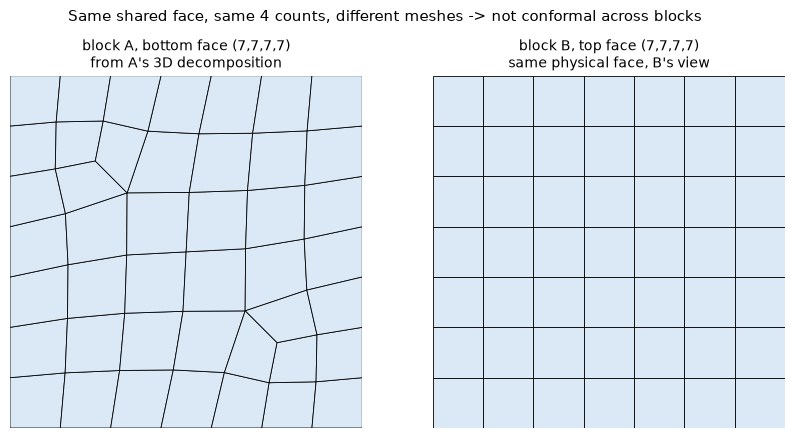 Same shared face, same 4 counts, different meshes -> not conformal across blocks
block A, bottom face (7,7,7,7)
from A's 3D decomposition
block B, top face (7,7,7,7)
same physical face, B's view